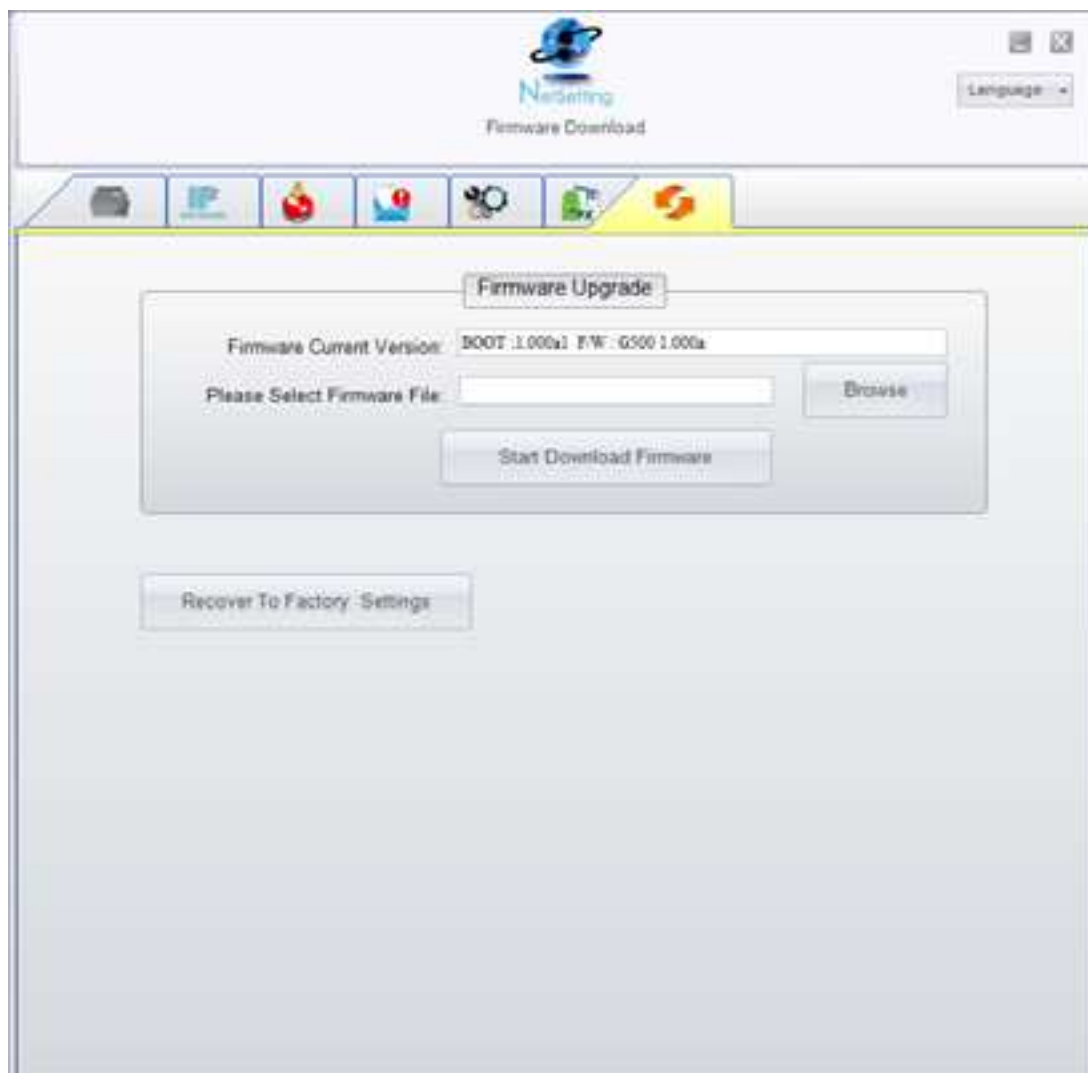 NetSetting
Firmware Download
Language
IP
Firmware Upgrade
Firmware Current Version: BOOT :1.000a1 F/W : G500 1.000a
Please Select Firmware File: Browse
Start Download Firmware
Recover To Factory Settings